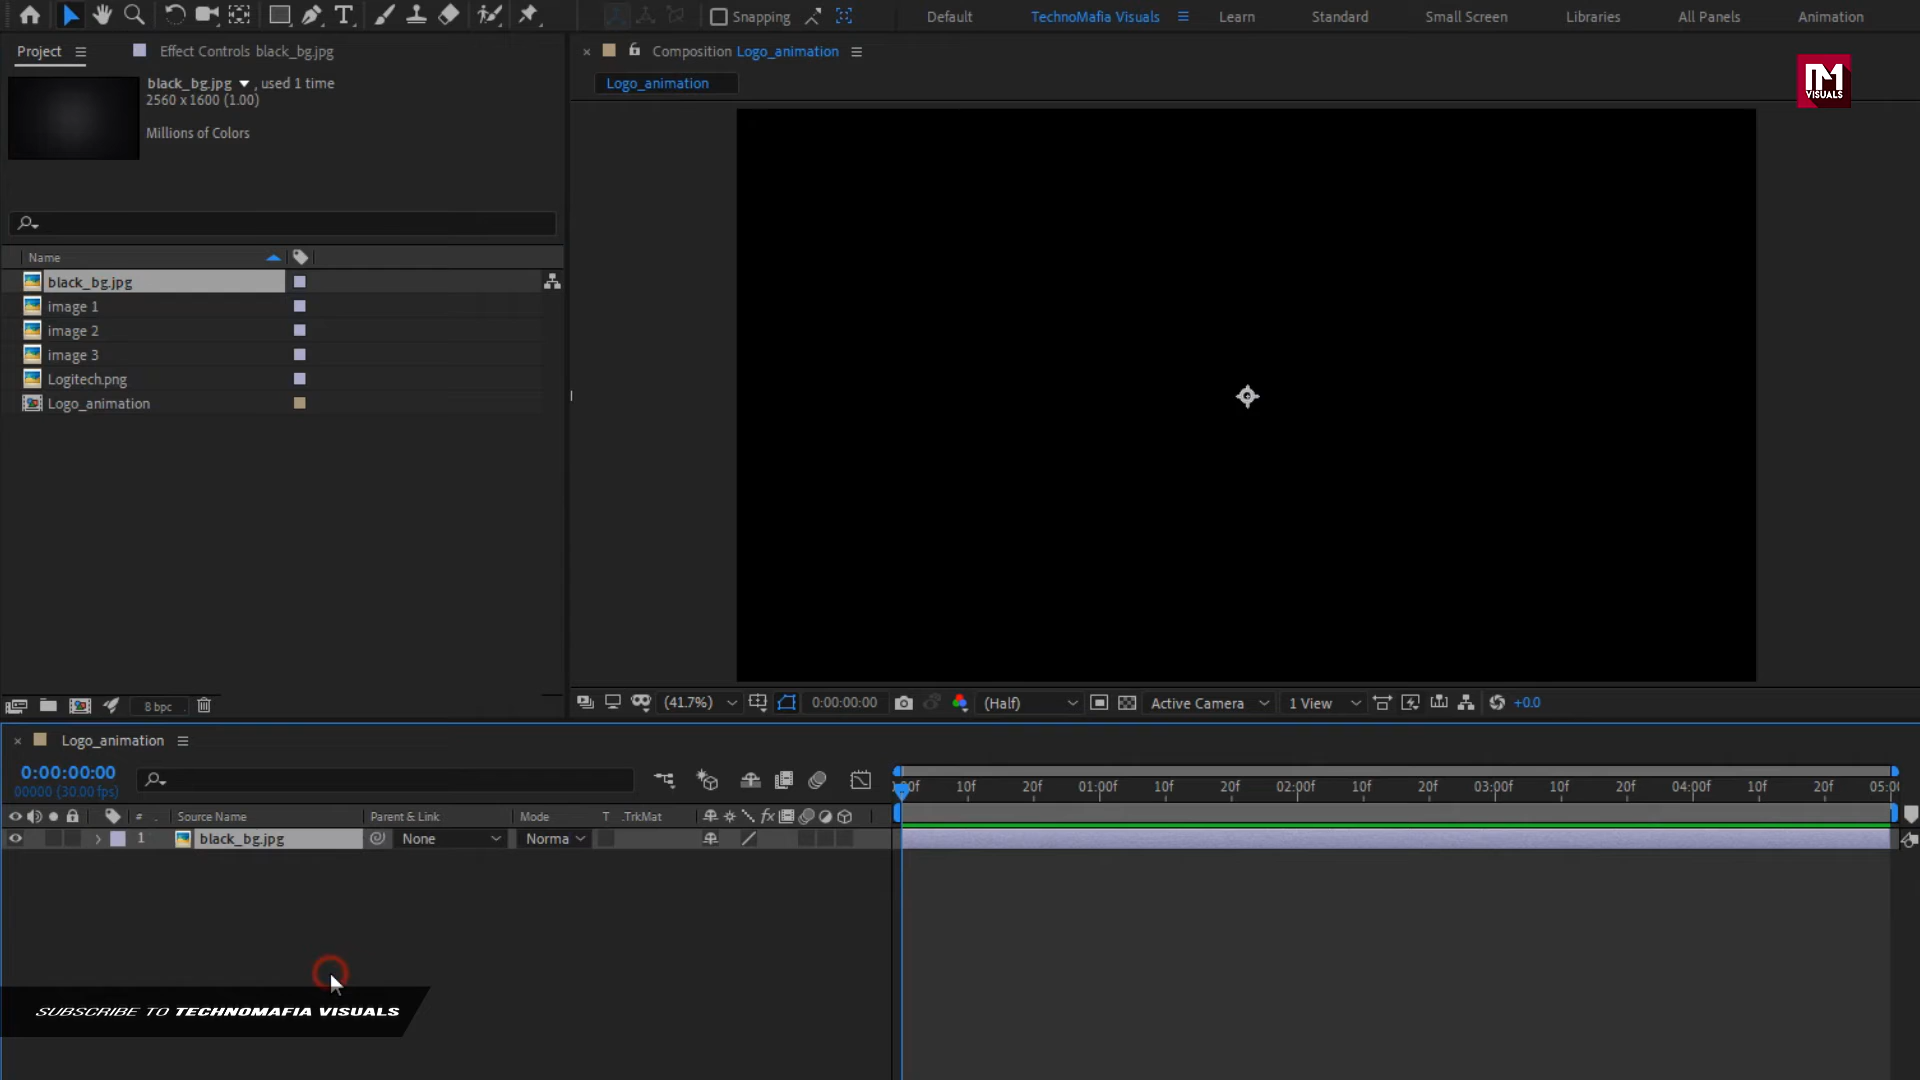 Snapping
Default
TechnoMafia Visuals
Learn
Standard
Small Screen
Libraries
All Panels
Animation
Project
Effect Controls black_bg.jpg
Composition Logo_animation
Logo_animation
VISUALS
black_bg.jpg , used 1 time
2560 x 1600 (1.00)
Millions of Colors
Name
black_bg.jpg
image 1
image 2
image 3
Logitech.png
Logo_animation
8 bpc
(41.7%)
0:00:00:00
(Half)
Active Camera
1 View
+0.0
Logo_animation
0:00:00:00
00000 (30.00 fps)
10f 20f 01:00f 10f 20f 02:00f 10f 20f 03:00f 10f 20f 04:00f 10f 20f
# Source Name Parent & Link Mode T .TrkMat
1 black_bg.jpg None Norma
SUBSCRIBE TO TECHNOMAFIA VISUALS